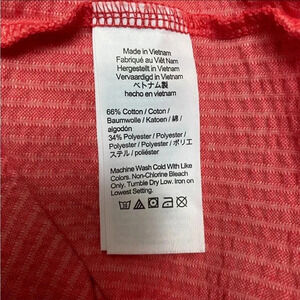 Made in Vietnam
Fabriqué au Viêt Nam
Hergestellt in Vietnam
Vervaardigd in Vietnam
ベトナム製
hecho en vietnam
66% Cotton / Coton /
Baumwolle / Katoen / 綿 /
algodón
34% Polyester / Polyester /
Polyester / Polyester / ポリエ
ステル / poliéster
Machine Wash Cold With Like
Colors. Non-Chlorine Bleach
Only. Tumble Dry Low. Iron on
Lowest Setting.